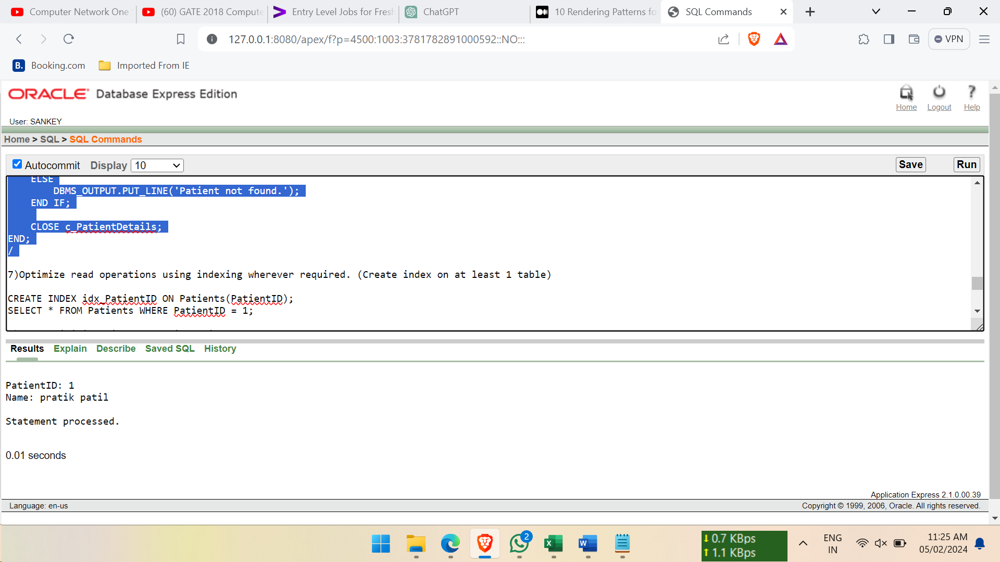 Computer Network One
(60) GATE 2018 Compute
Entry Level Jobs for Fresh
ChatGPT
10 Rendering Patterns fo
SQL Commands
127.0.0.1:8080/apex/f?p=4500:1003:3781782891000592::NO:::
VPN
B. Booking.com
Imported From IE
ORACLE Database Express Edition
Home
Logout
? Help
User: SANKEY
Home > SQL > SQL Commands
Autocommit Display 10
Save
Run
ELSE
DBMS_OUTPUT.PUT_LINE('Patient not found.');
END IF;
CLOSE c_PatientDetails;
END;
/
7)Optimize read operations using indexing wherever required. (Create index on at least 1 table)
CREATE INDEX idx_PatientID ON Patients(PatientID);
SELECT * FROM Patients WHERE PatientID = 1;
Results Explain Describe Saved SQL History
PatientID: 1
Name: pratik patil
Statement processed.
0.01 seconds
Application Express 2.1.0.00.39
Language: en-us
Copyright © 1999, 2006, Oracle. All rights reserved.
2
↓ 0.7 KBps
↑ 1.1 KBps
ENG
IN
11:25 AM
05/02/2024